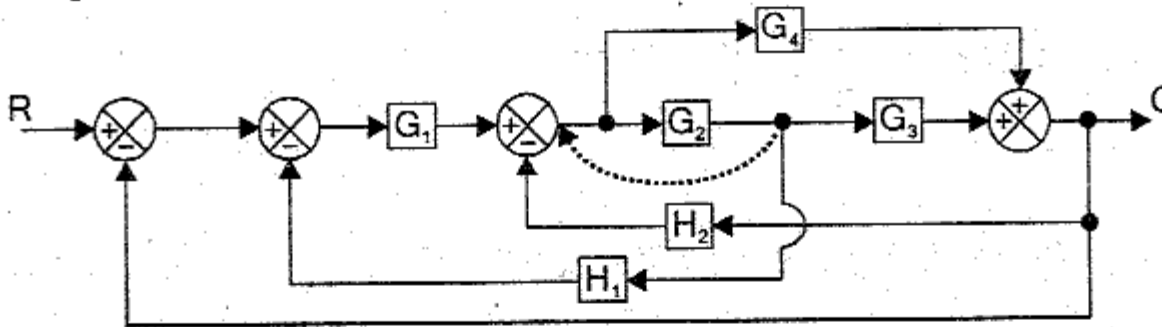 G₄
R + - + - G₁ + - G₂ G₃ + + C
H₂
H₁